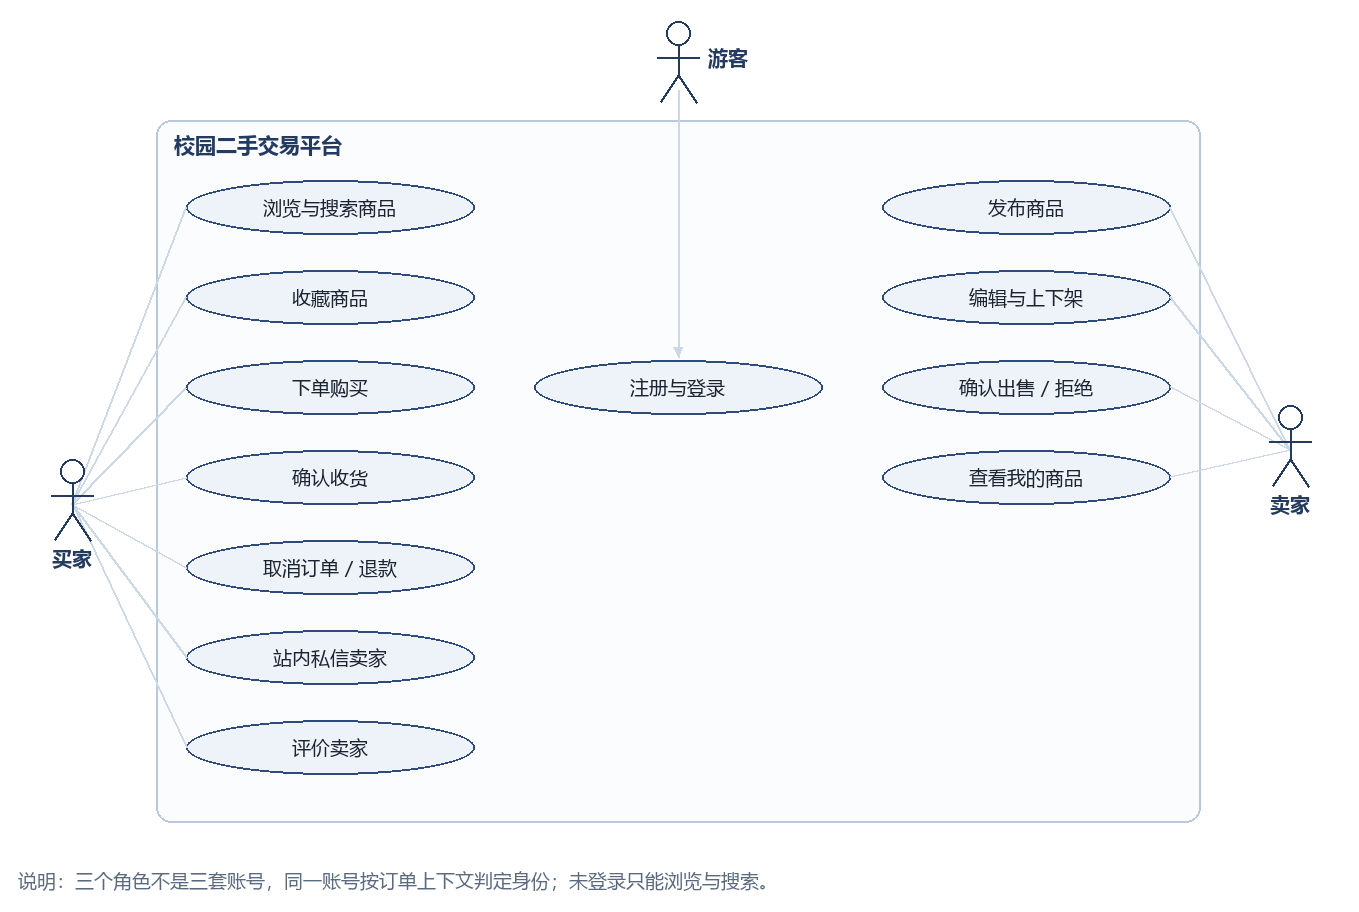 游客
校园二手交易平台
浏览与搜索商品
发布商品
收藏商品
编辑与上下架
下单购买
注册与登录
确认出售 / 拒绝
确认收货
查看我的商品
卖家
买家
取消订单 / 退款
站内私信卖家
评价卖家
说明：三个角色不是三套账号，同一账号按订单上下文判定身份；未登录只能浏览与搜索。